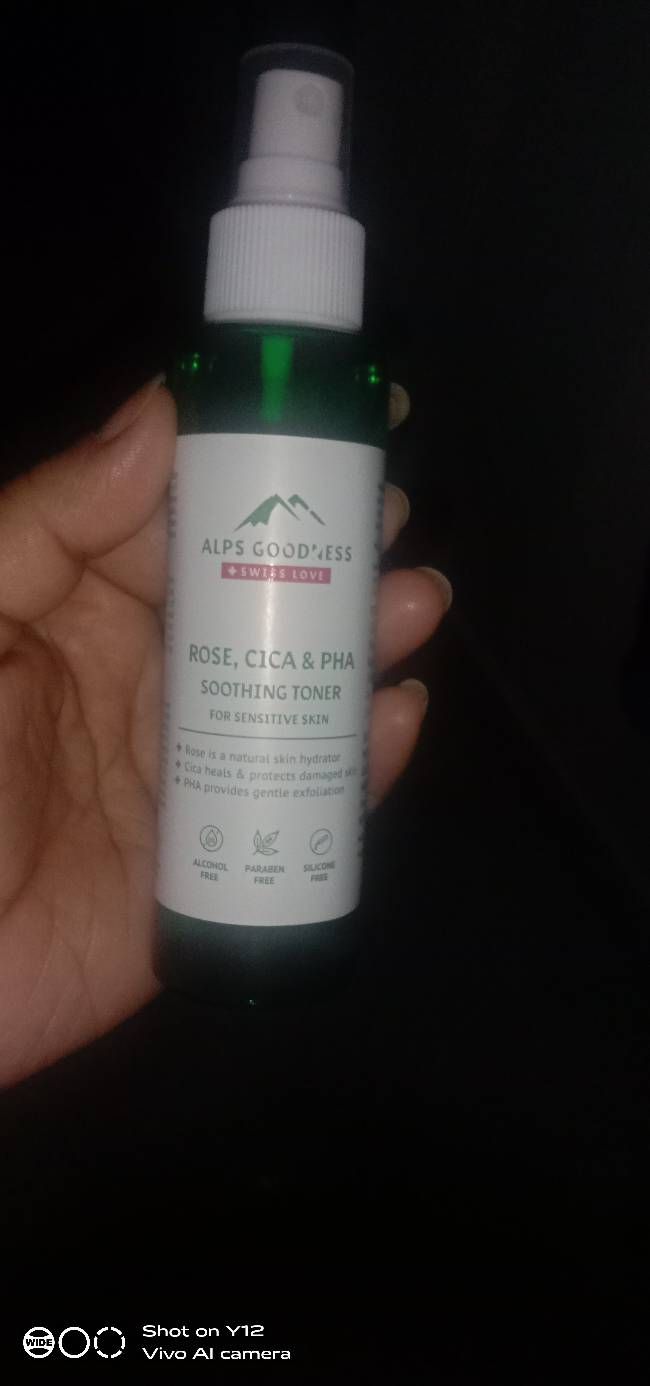 ALPS GOODNESS
SWISS LOVE
ROSE, CICA & PHA
SOOTHING TONER
FOR SENSITIVE SKIN
Rose is a natural skin hydrator
Cica heals & protects damaged skin
PHA provides gentle exfoliation
ALCOHOL FREE
PARABEN FREE
SILICONE FREE
WIDE
Shot on Y12
Vivo AI camera